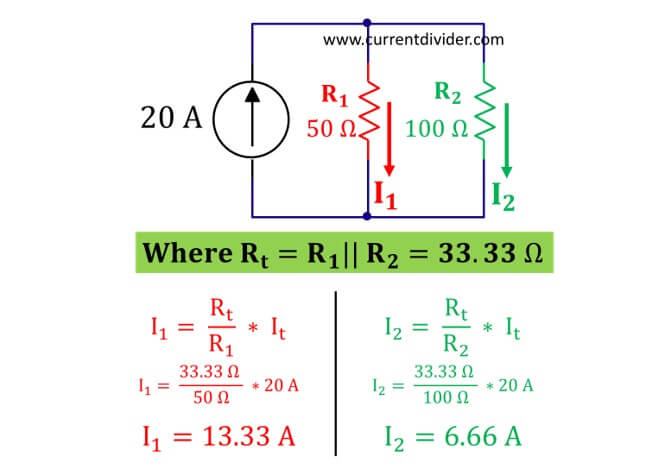 www.currentdivider.com
20 A
R₁
50 Ω
I₁
R₂
100 Ω
I₂
Where Rₜ = R₁|| R₂ = 33.33 Ω
I₁ = Rₜ/R₁ * Iₜ
I₁ = 33.33 Ω/50 Ω * 20 A
I₁ = 13.33 A
I₂ = Rₜ/R₂ * Iₜ
I₂ = 33.33 Ω/100 Ω * 20 A
I₂ = 6.66 A